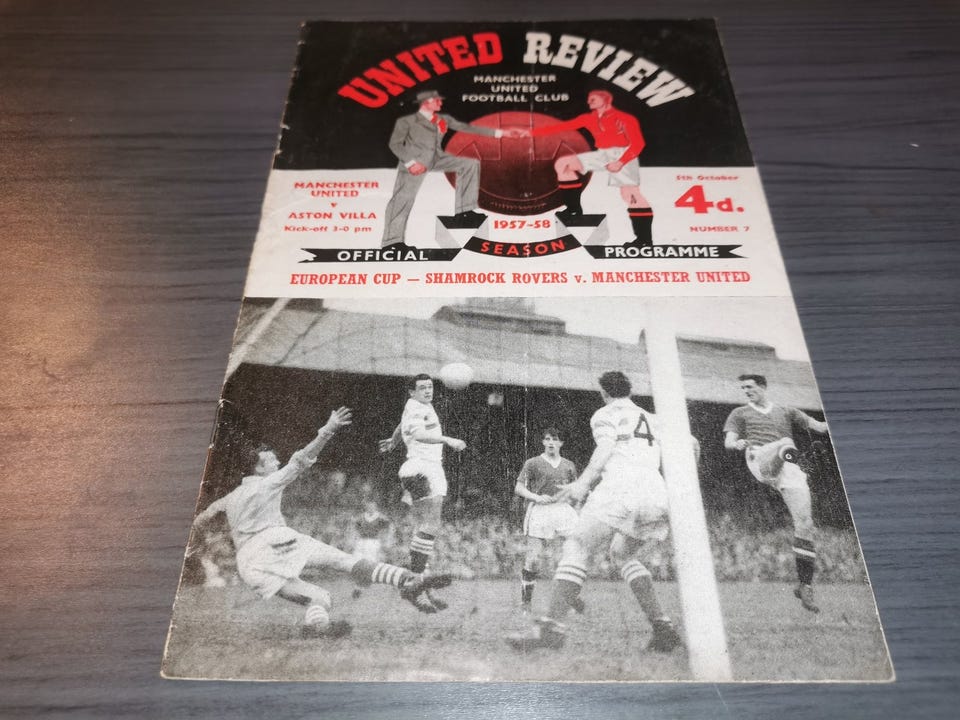 UNITED REVIEW
MANCHESTER
UNITED
FOOTBALL CLUB
MANCHESTER
UNITED
v
ASTON VILLA
Kick-off 3-0 pm
5th October
4d.
NUMBER 7
1957-58
OFFICIAL SEASON PROGRAMME
EUROPEAN CUP — SHAMROCK ROVERS v. MANCHESTER UNITED
4